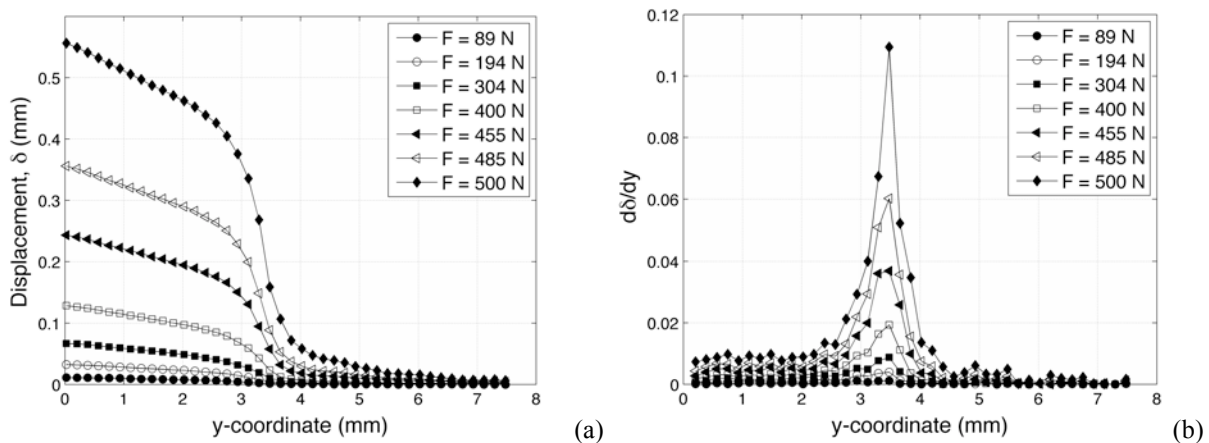 0.5
0.4
0.3
0.2
0.1
0
Displacement, δ (mm)
0 1 2 3 4 5 6 7 8
y-coordinate (mm)
F = 89 N
F = 194 N
F = 304 N
F = 400 N
F = 455 N
F = 485 N
F = 500 N
(a)
0.12
0.1
0.08
0.06
0.04
0.02
0
dδ/dy
0 1 2 3 4 5 6 7 8
y-coordinate (mm)
F = 89 N
F = 194 N
F = 304 N
F = 400 N
F = 455 N
F = 485 N
F = 500 N
(b)